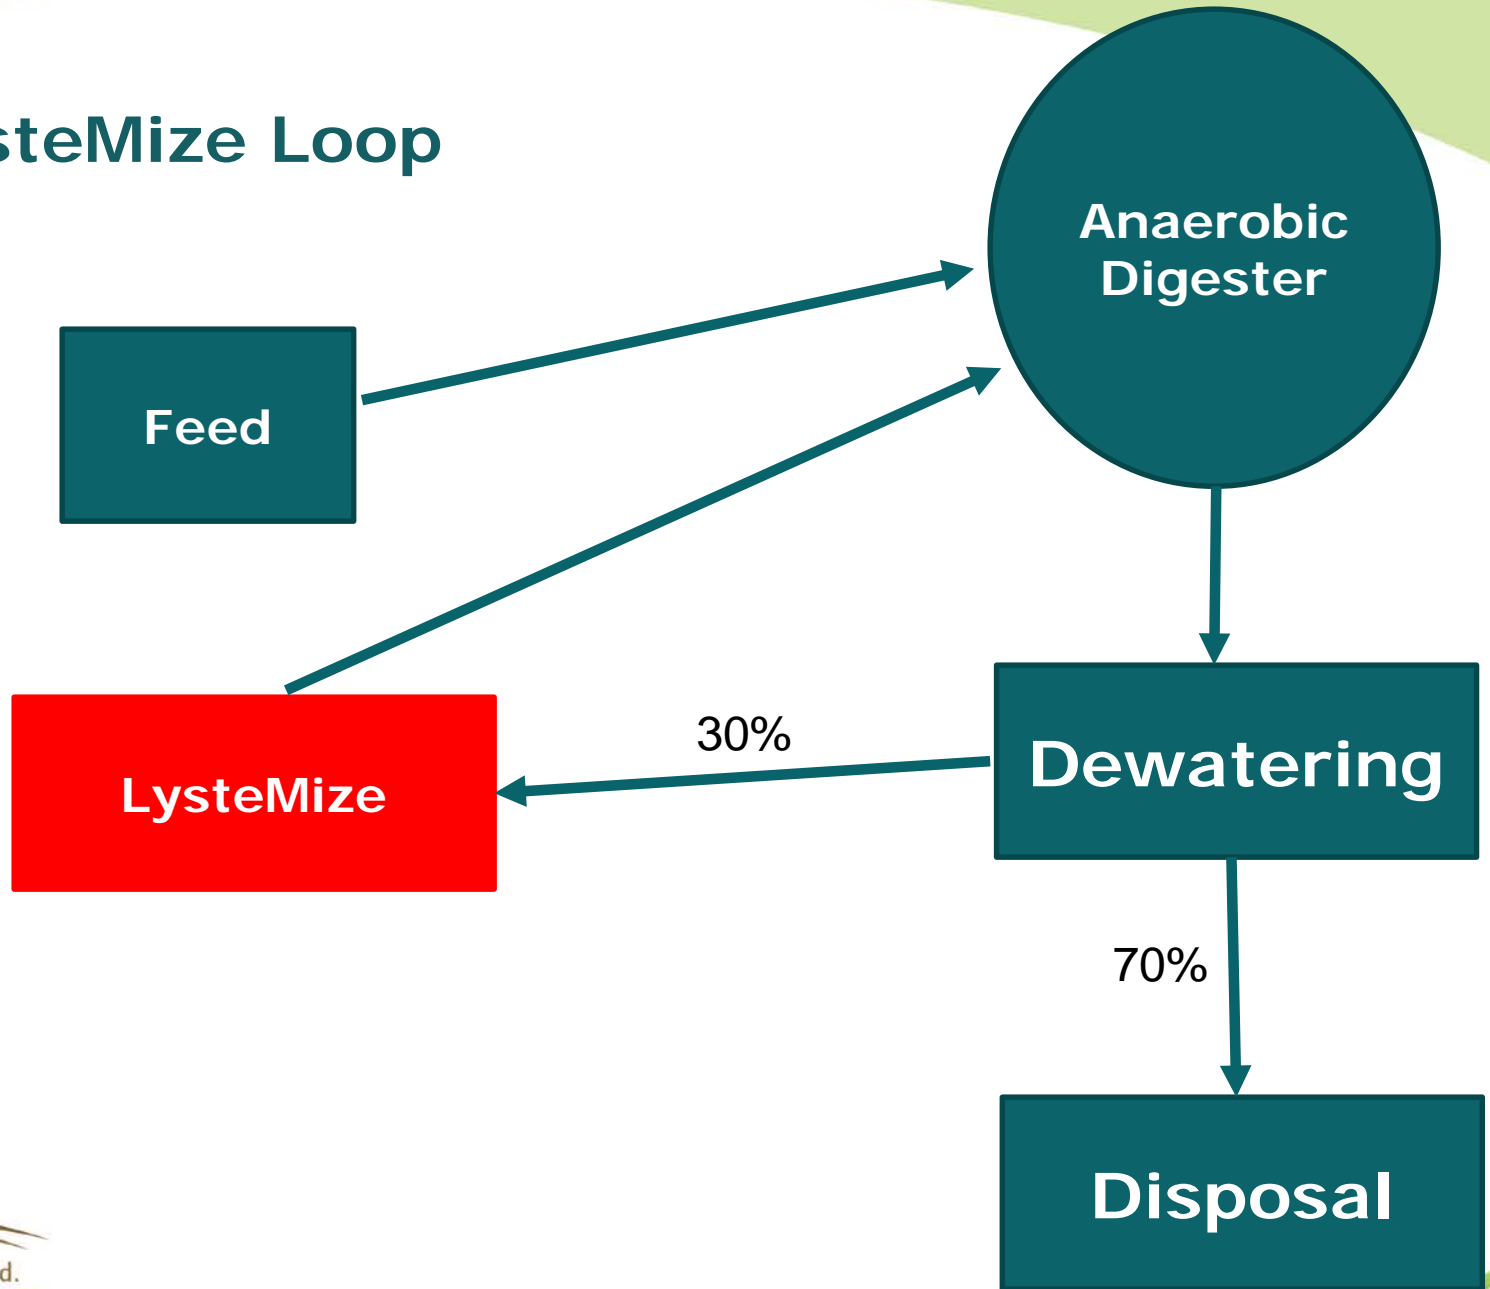 steMize Loop
Anaerobic
Digester
Feed
30%
Dewatering
LysteMize
70%
Disposal
d.